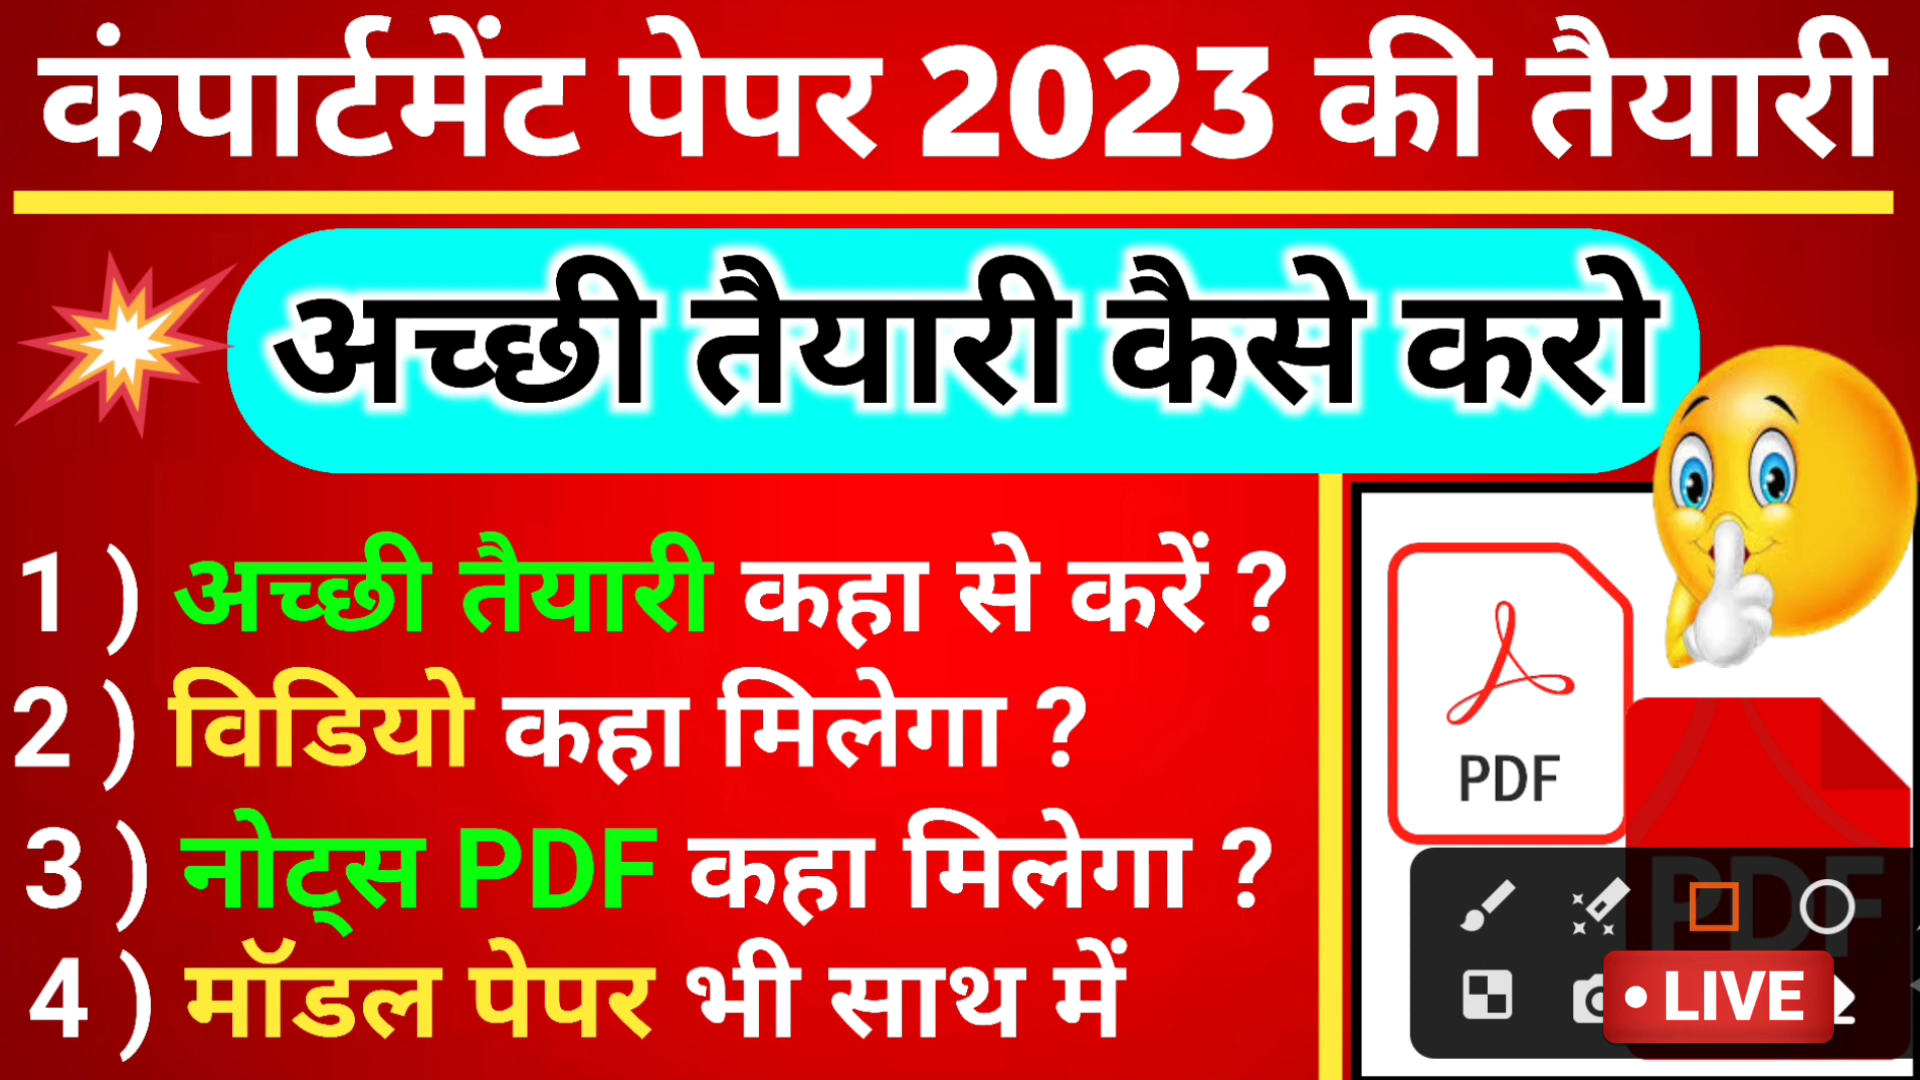 कंपार्टमेंट पेपर 2023 की तैयारी
अच्छी तैयारी कैसे करो
1 ) अच्छी तैयारी कहा से करें ?
2 ) विडियो कहा मिलेगा ?
3 ) नोट्स PDF कहा मिलेगा ?
4 ) मॉडल पेपर भी साथ में
PDF
PDF
LIVE